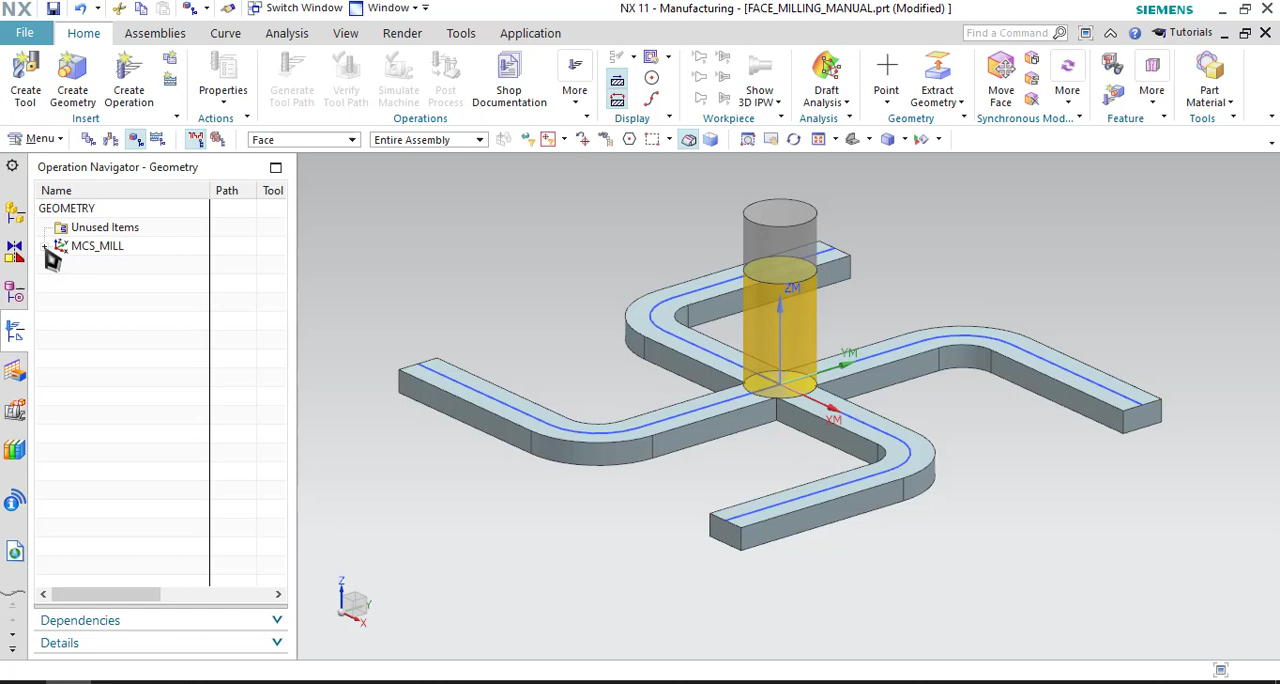 NX
Switch Window
Window
NX 11 - Manufacturing - [FACE_MILLING_MANUAL.prt (Modified) ]
SIEMENS
File
Home
Assemblies
Curve
Analysis
View
Render
Tools
Application
Find a Command
Tutorials
Create Tool
Create Geometry
Create Operation
Properties
Generate Tool Path
Verify Tool Path
Simulate Machine
Post Process
Shop Documentation
More
Show 3D IPW
Draft Analysis
Point
Extract Geometry
Move Face
More
More
Part Material
Insert
Actions
Operations
Display
Workpiece
Analysis
Geometry
Synchronous Mod...
Feature
Tools
Menu
Face
Entire Assembly
Operation Navigator - Geometry
Name
Path
Tool
GEOMETRY
Unused Items
MCS_MILL
ZM
YM
XM
Z
Y
X
Dependencies
Details